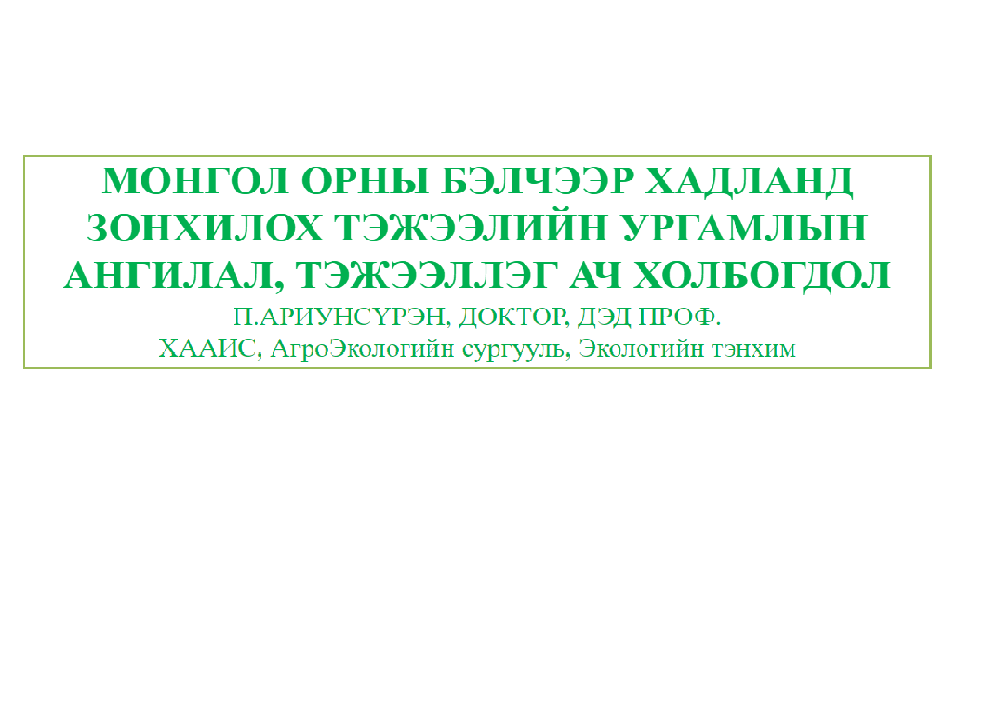 МОНГОЛ ОРНЫ БЭЛЧЭЭР ХАДЛАНД
ЗОНХИЛОХ ТЭЖЭЭЛИЙН УРГАМЛЫН
АНГИЛАЛ, ТЭЖЭЭЛЛЭГ АЧ ХОЛБОГДОЛ
П.АРИУНСҮРЭН, ДОКТОР, ДЭД ПРОФ.
ХААИС, АгроЭкологийн сургууль, Экологийн тэнхим